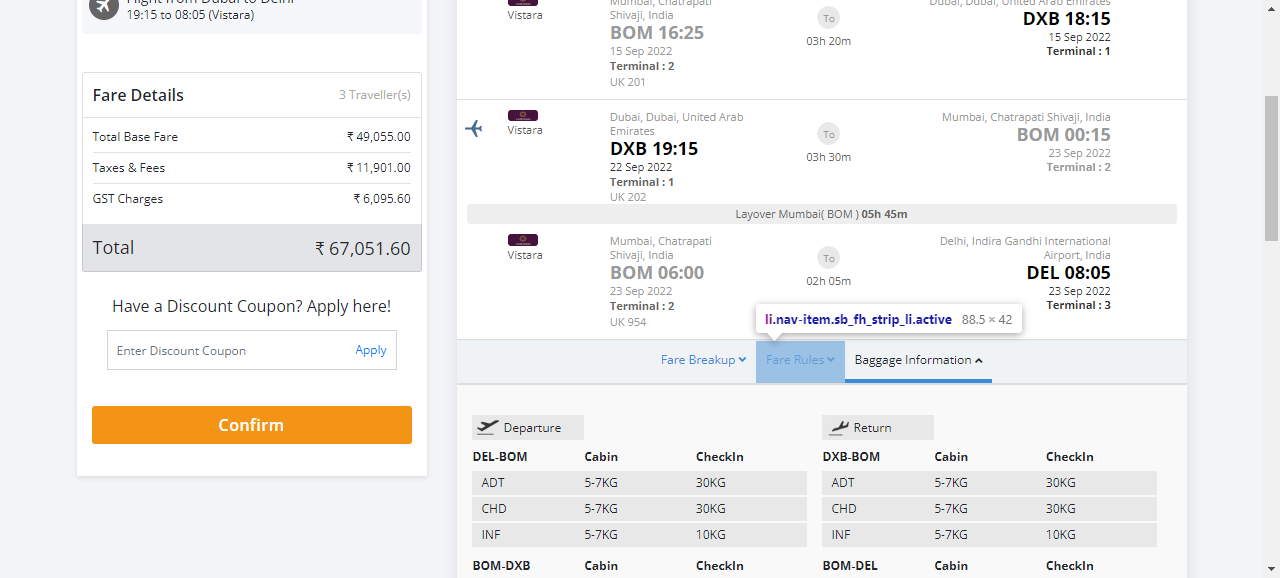 Flight from Dubai to Delhi
19:15 to 08:05 (Vistara)
Fare Details 3 Traveller(s)
Total Base Fare ₹ 49,055.00
Taxes & Fees ₹ 11,901.00
GST Charges ₹ 6,095.60
Total ₹ 67,051.60
Have a Discount Coupon? Apply here!
Enter Discount Coupon Apply
Confirm
Vistara
Mumbai, Chatrapati
Shivaji, India
BOM 16:25
15 Sep 2022
Terminal : 2
UK 201
To
03h 20m
Dubai, Dubai, United Arab Emirates
DXB 18:15
15 Sep 2022
Terminal : 1
Vistara
Dubai, Dubai, United Arab
Emirates
DXB 19:15
22 Sep 2022
Terminal : 1
UK 202
To
03h 30m
Mumbai, Chatrapati Shivaji, India
BOM 00:15
23 Sep 2022
Terminal : 2
Layover Mumbai( BOM ) 05h 45m
Vistara
Mumbai, Chatrapati
Shivaji, India
BOM 06:00
23 Sep 2022
Terminal : 2
UK 954
To
02h 05m
Delhi, Indira Gandhi International
Airport, India
DEL 08:05
23 Sep 2022
Terminal : 3
li.nav-item.sb_fh_strip_li.active 88.5 × 42
Fare Breakup Fare Rules Baggage Information
Departure
DEL-BOM Cabin CheckIn
ADT 5-7KG 30KG
CHD 5-7KG 30KG
INF 5-7KG 10KG
BOM-DXB Cabin CheckIn
Return
DXB-BOM Cabin CheckIn
ADT 5-7KG 30KG
CHD 5-7KG 30KG
INF 5-7KG 10KG
BOM-DEL Cabin CheckIn